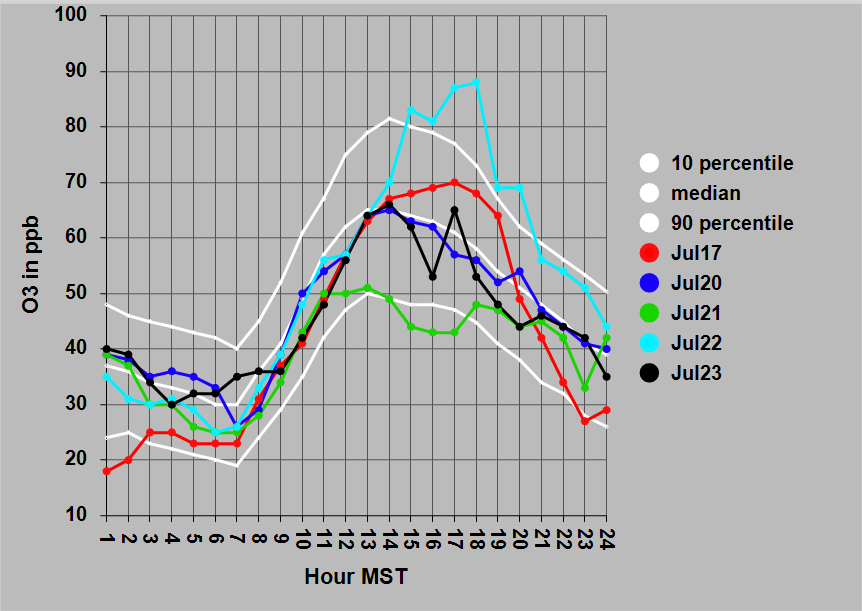 100
90
80
70
60
50
40
30
20
10
O3 in ppb
1 2 3 4 5 6 7 8 9 10 11 12 13 14 15 16 17 18 19 20 21 22 23 24
Hour MST
10 percentile
median
90 percentile
Jul17
Jul20
Jul21
Jul22
Jul23